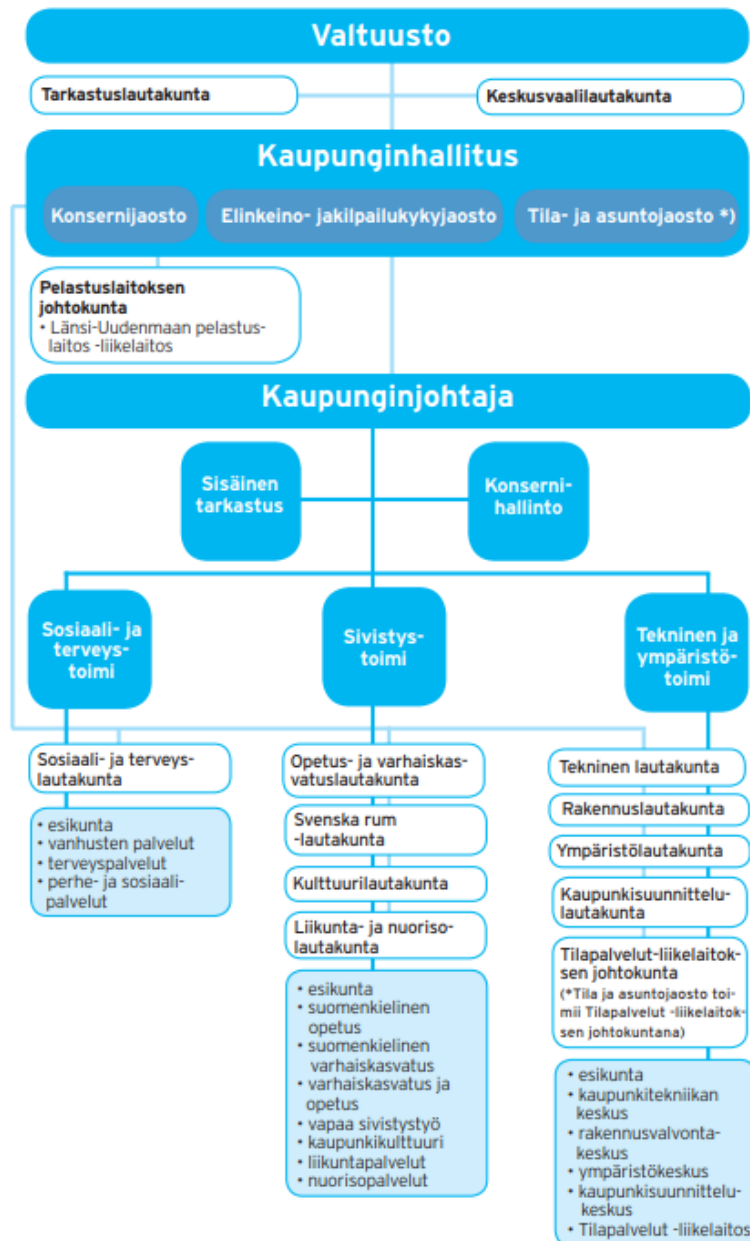 Valtuusto
Tarkastuslautakunta
Keskusvaalilautakunta
Kaupunginhallitus
Konsernijaosto
Elinkeino- jakilpailukykyjaosto
Tila- ja asuntojaosto *)
Pelastuslaitoksen
johtokunta
• Länsi-Uudenmaan pelastus-
laitos -liikelaitos
Kaupunginjohtaja
Sisäinen
tarkastus
Konserni-
hallinto
Sosiaali- ja
terveys-
toimi
Sivistys-
toimi
Tekninen ja
ympäristö-
toimi
Sosiaali- ja terveys-
lautakunta
• esikunta
• vanhusten palvelut
• terveyspalvelut
• perhe- ja sosiaali-
palvelut
Opetus- ja varhaiskas-
vatuslautakunta
Svenska rum
-lautakunta
Kulttuurilautakunta
Liikunta- ja nuoriso-
lautakunta
• esikunta
• suomenkielinen
opetus
• suomenkielinen
varhaiskasvatus
• varhaiskasvatus ja
opetus
• vapaa sivistystyö
• kaupunkikulttuuri
• liikuntapalvelut
• nuorisopalvelut
Tekninen lautakunta
Rakennuslautakunta
Ympäristölautakunta
Kaupunkisuunnittelu-
lautakunta
Tilapalvelut-liikelaitok-
sen johtokunta
(*Tila ja asuntojaosto toi-
mii Tilapalvelut -liikelaitok-
sen johtokuntana)
• esikunta
• kaupunkitekniikan
keskus
• rakennusvalvonta-
keskus
• ympäristökeskus
• kaupunkisuunnittelu-
keskus
• Tilapalvelut -liikelaitos